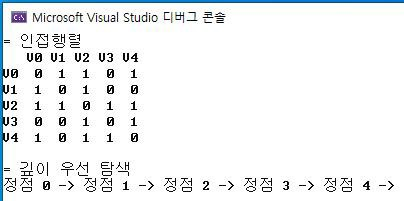 Microsoft Visual Studio 디버그 콘솔
= 인접행렬
V0 V1 V2 V3 V4
V0 0 1 1 0 1
V1 1 0 1 0 0
V2 1 1 0 1 1
V3 0 0 1 0 1
V4 1 0 1 1 0
= 깊이 우선 탐색
정점 0 -> 정점 1 -> 정점 2 -> 정점 3 -> 정점 4 ->